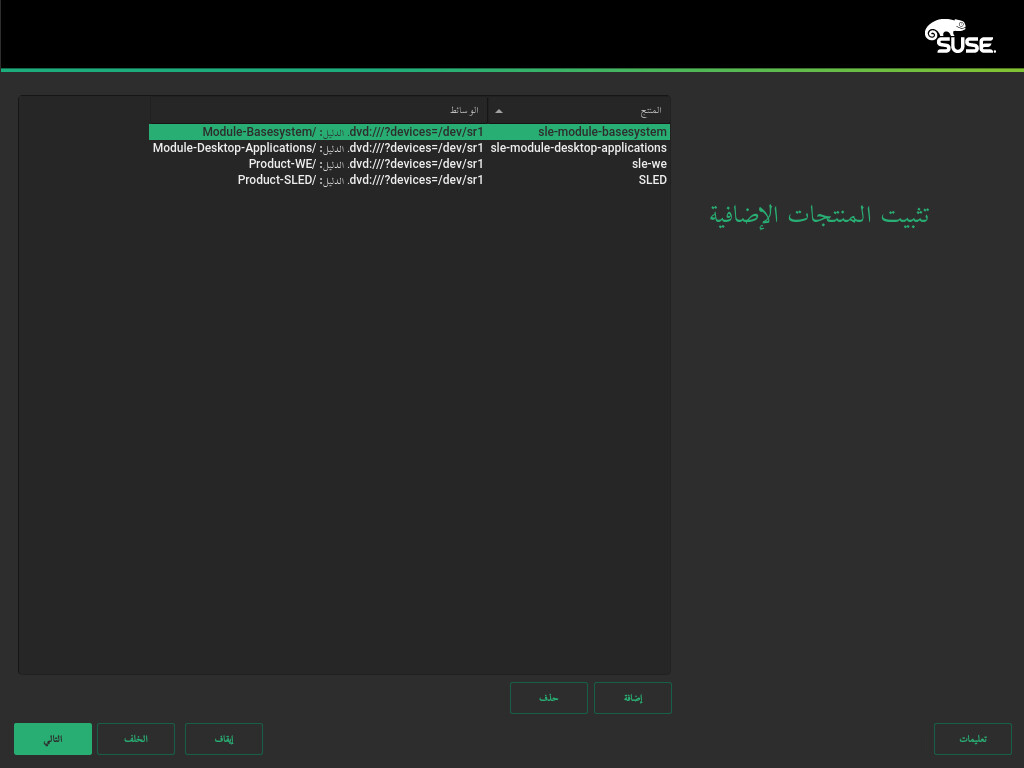 SUSE.
المنتج الوسائط
sle-module-basesystem dvd:///?devices=/dev/sr1. الدليل: /Module-Basesystem
sle-module-desktop-applications dvd:///?devices=/dev/sr1. الدليل: /Module-Desktop-Applications
sle-we dvd:///?devices=/dev/sr1. الدليل: /Product-WE
SLED dvd:///?devices=/dev/sr1. الدليل: /Product-SLED
تثبيت المنتجات الإضافية
إضافة حذف
تعليمات إيقاف الخلف التالي